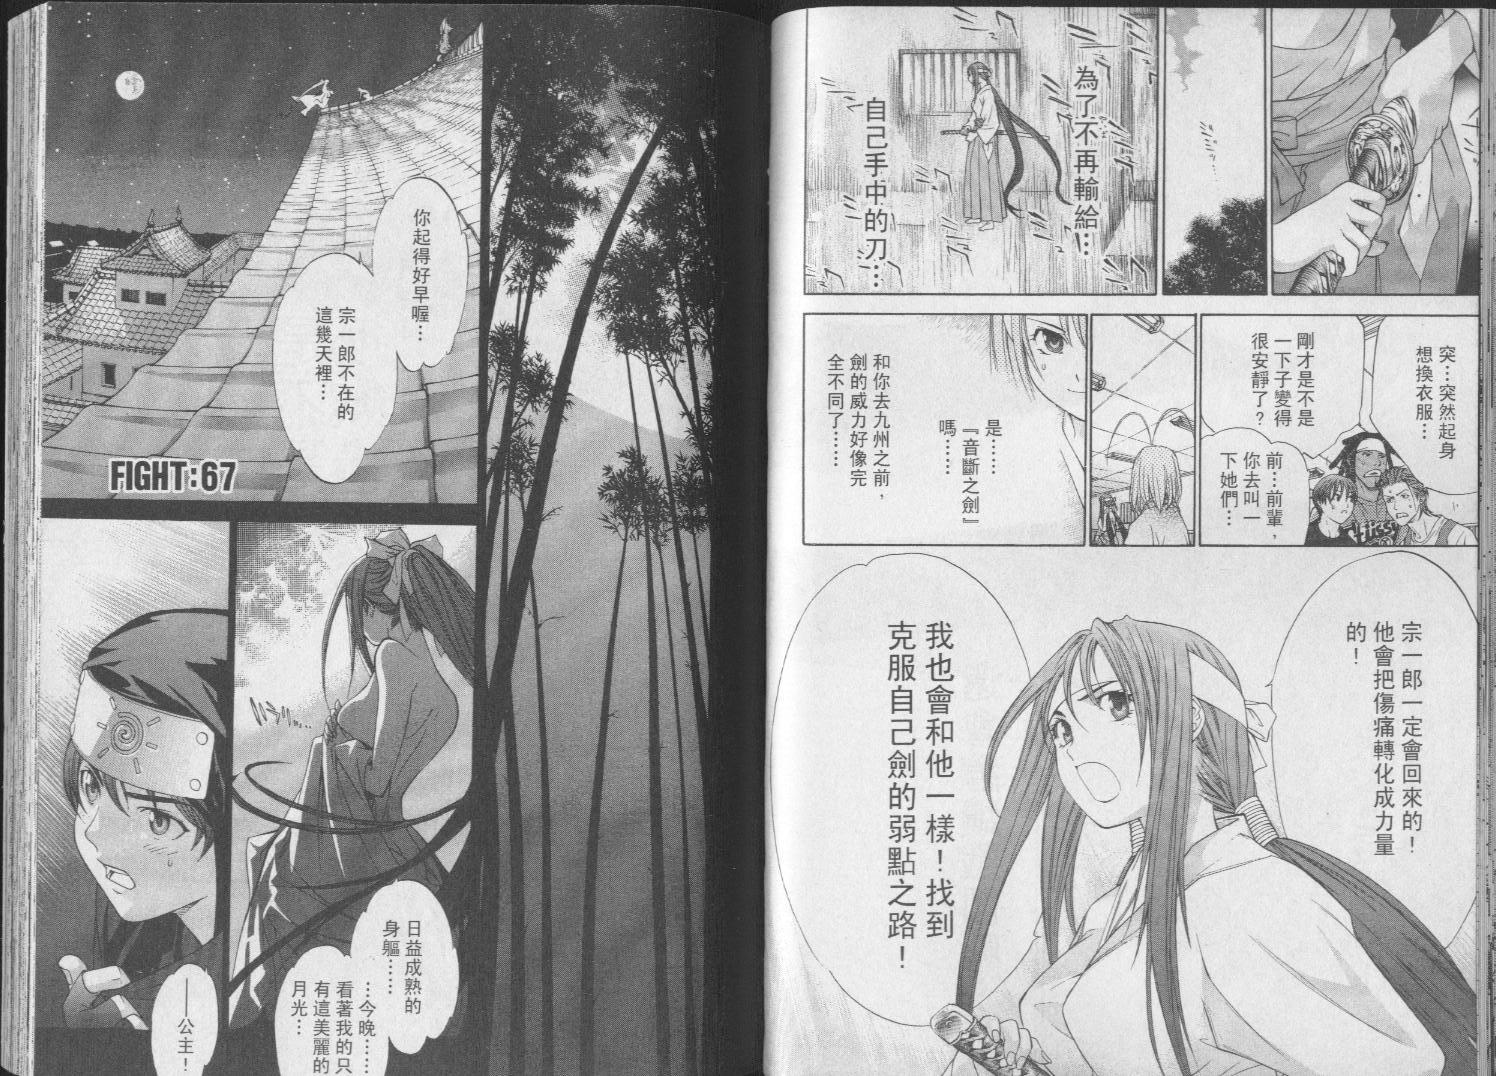 為了不再輸給…
自己手中的刃…
突…突然起身
想換衣服…
剛才是不是
一下子變得
很安靜了？
前…前輩，
你去叫一
下她們…
是……
『音斷之劍』
嗎……
和你去九州之前，
劍的威力好像完
全不同了……
宗一郎一定會回來的！
他會把傷痛轉化成力量
的！
我也會和他一樣！找到
克服自己劍的弱點之路！
你起得好早喔…
宗一郎不在的
這幾天裡…
FIGHT:67
日益成熟的
身軀……
…今晚……
看著我的只
有這美麗的
月光…
——公主！